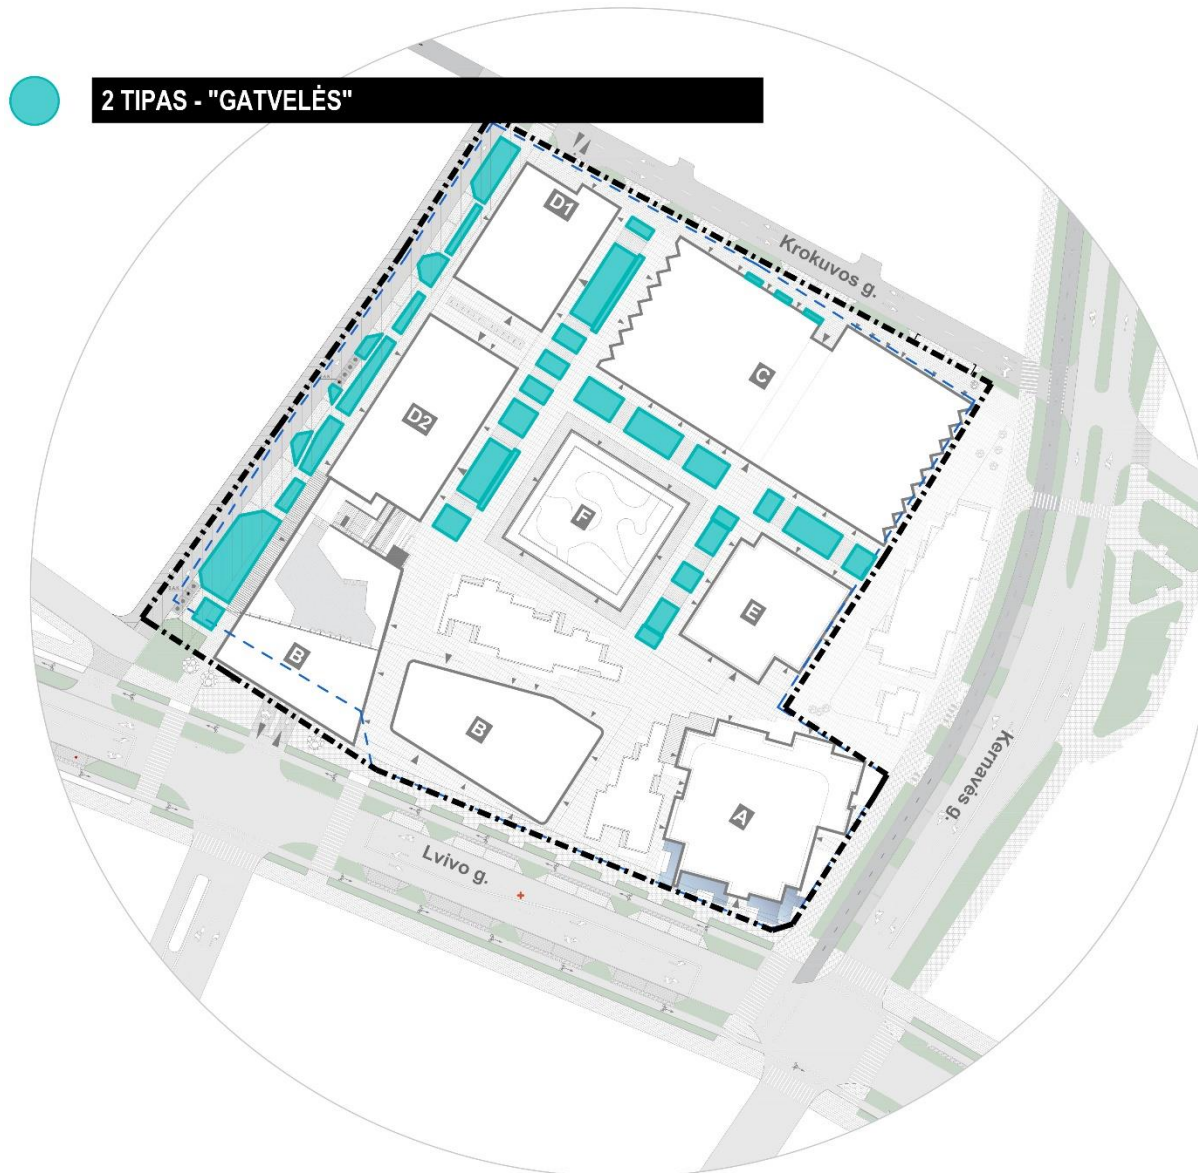 2 TIPAS - "GATVELĖS"
D1
Krokuvos g.
C
D2
F
E
B
B
Kernavės g.
A
Lvivo g.